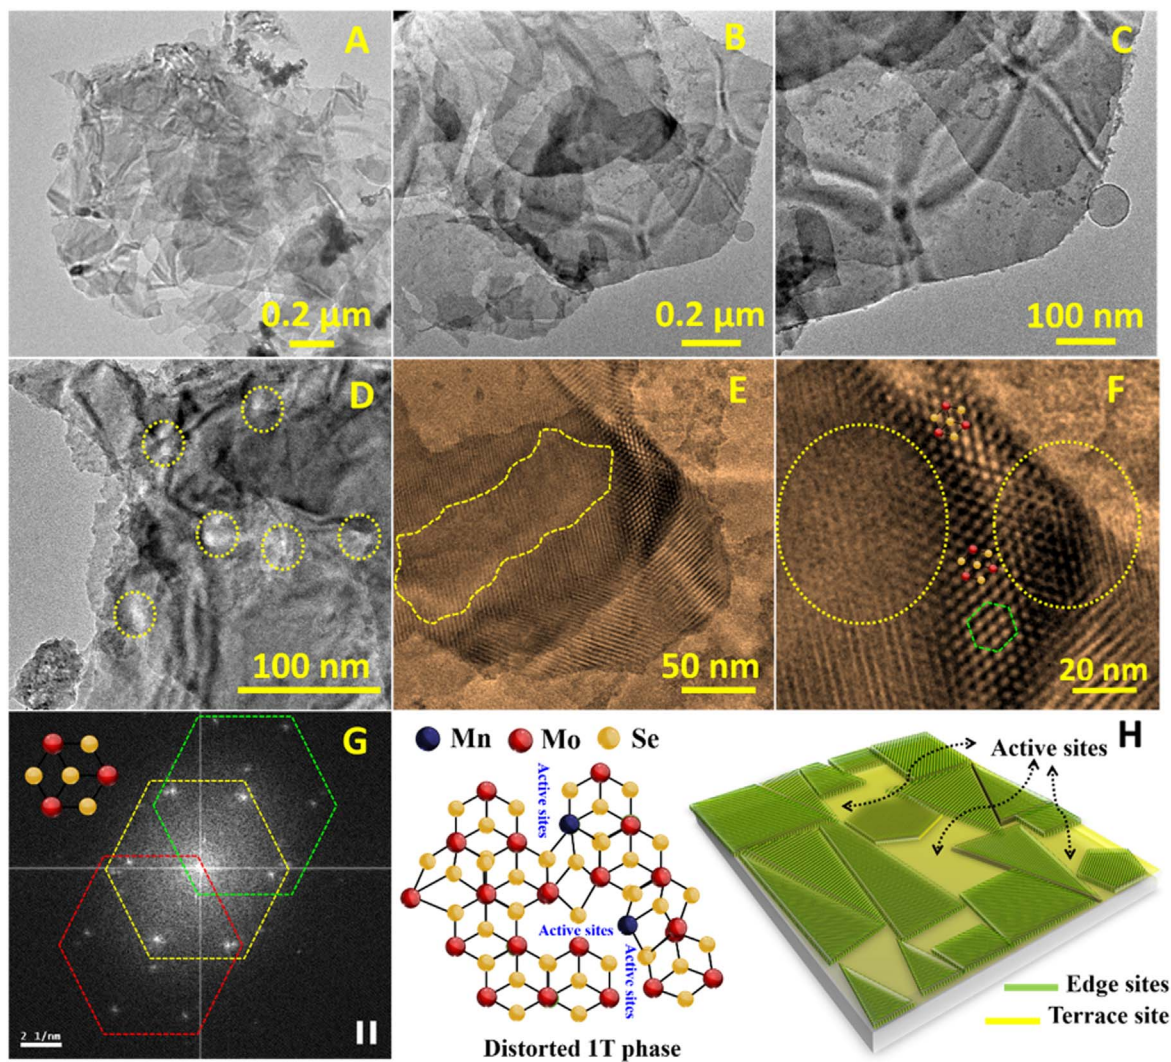 A
0.2 μm
B
0.2 μm
C
100 nm
D
100 nm
E
50 nm
F
20 nm
G
2 1/nm
II
Mn Mo Se
Active sites
Active sites
Active sites
Distorted 1T phase
H
Active sites
Edge sites
Terrace site